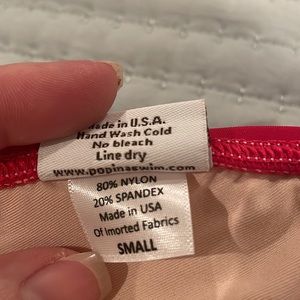 Made in U.S.A.
Hand Wash Cold
No bleach
Line dry
www.popinaswim.com
80% NYLON
20% SPANDEX
Made in USA
Of Imorted Fabrics
SMALL